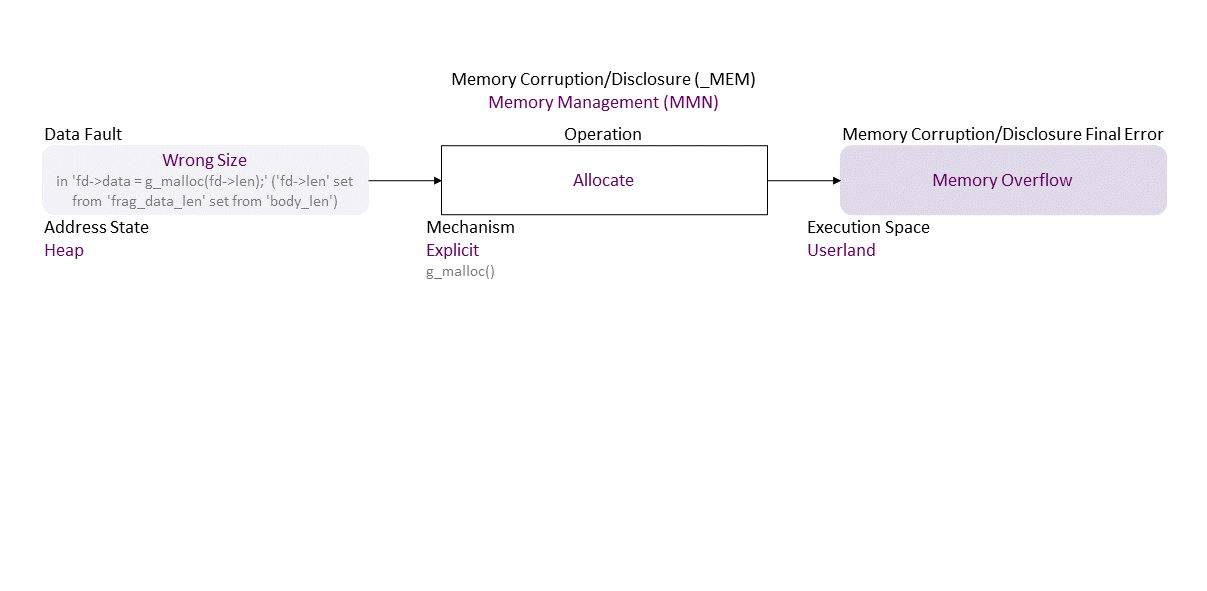 Memory Corruption/Disclosure (_MEM)
Memory Management (MMN)
Data Fault
Operation
Memory Corruption/Disclosure Final Error
Wrong Size
in 'fd->data = g_malloc(fd->len);' ('fd->len' set
from 'frag_data_len' set from 'body_len')
Allocate
Memory Overflow
Address State
Heap
Mechanism
Explicit
g_malloc()
Execution Space
Userland